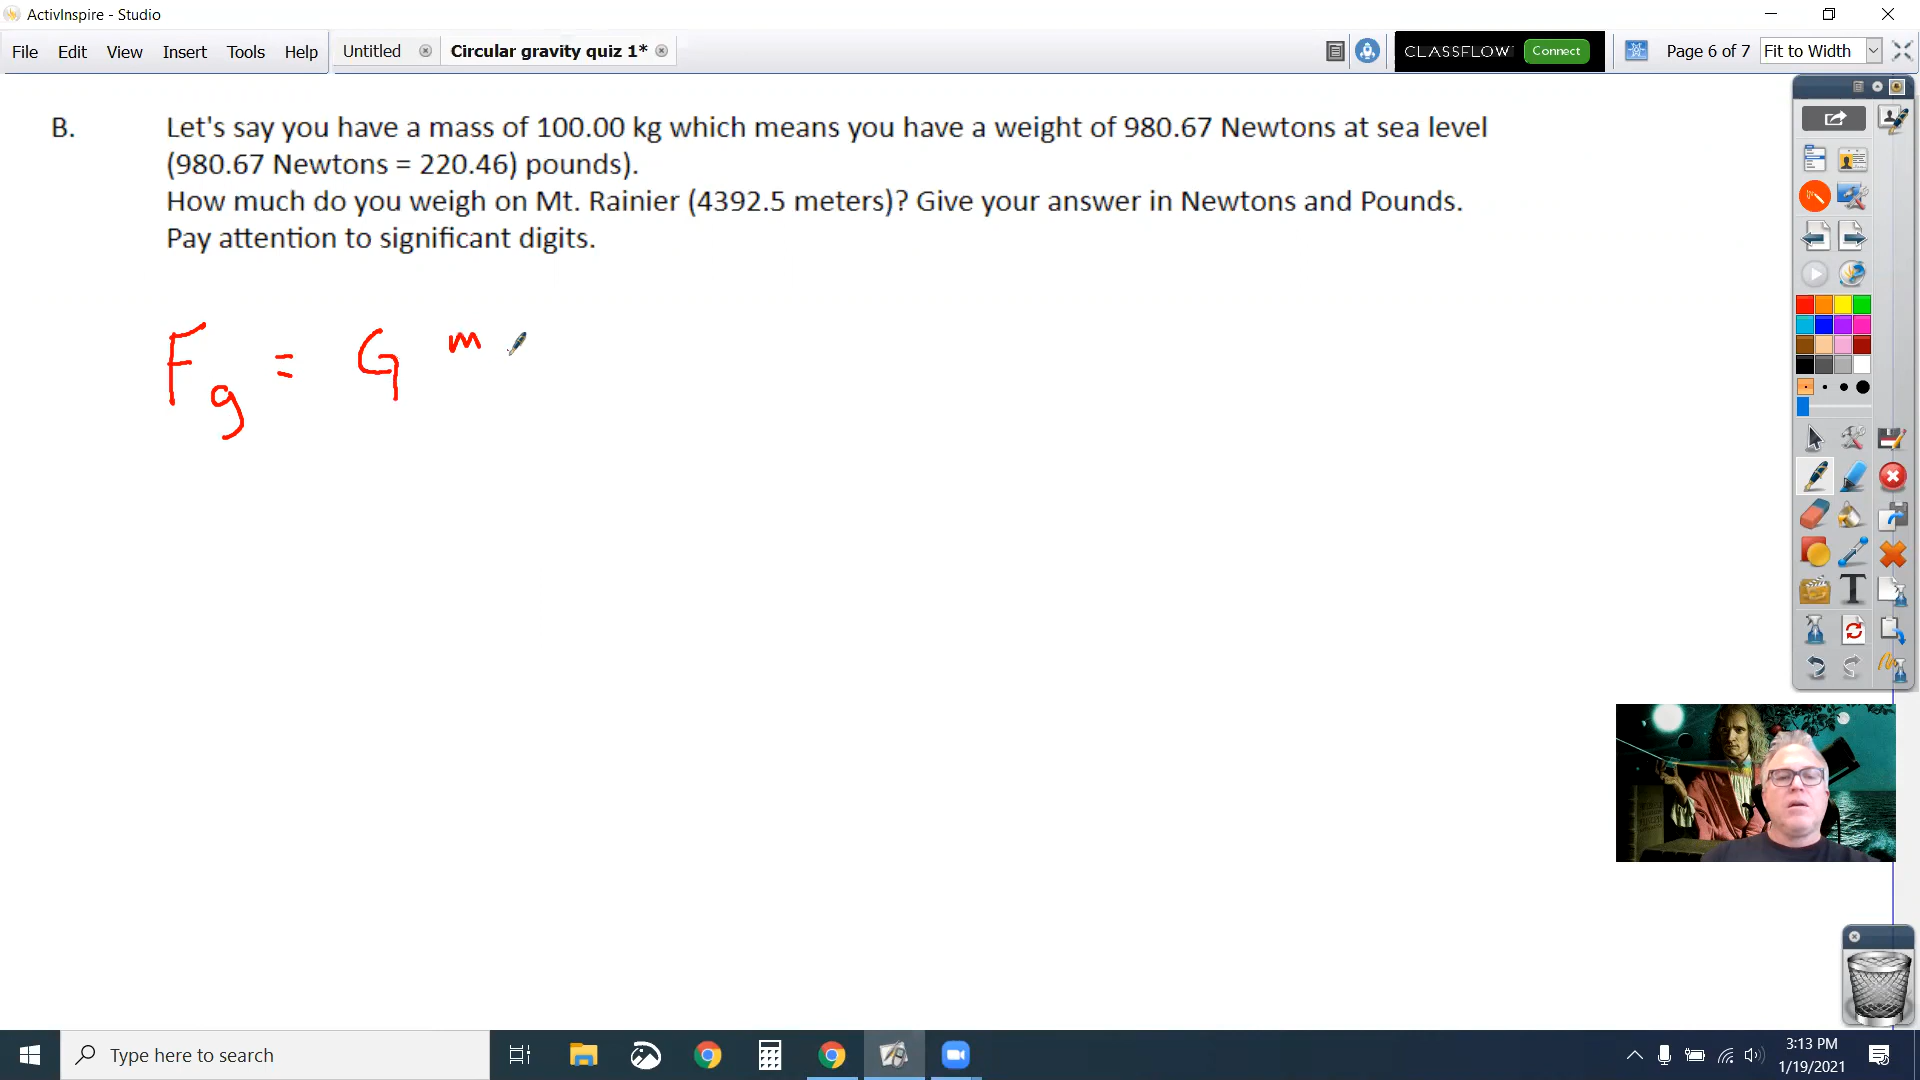 ActivInspire - Studio
File Edit View Insert Tools Help Untitled Circular gravity quiz 1* CLASSFLOW Connect Page 6 of 7 Fit to Width
B. Let's say you have a mass of 100.00 kg which means you have a weight of 980.67 Newtons at sea level
(980.67 Newtons = 220.46) pounds).
How much do you weigh on Mt. Rainier (4392.5 meters)? Give your answer in Newtons and Pounds.
Pay attention to significant digits.
F_g = G m
T
Type here to search
3:13 PM
1/19/2021